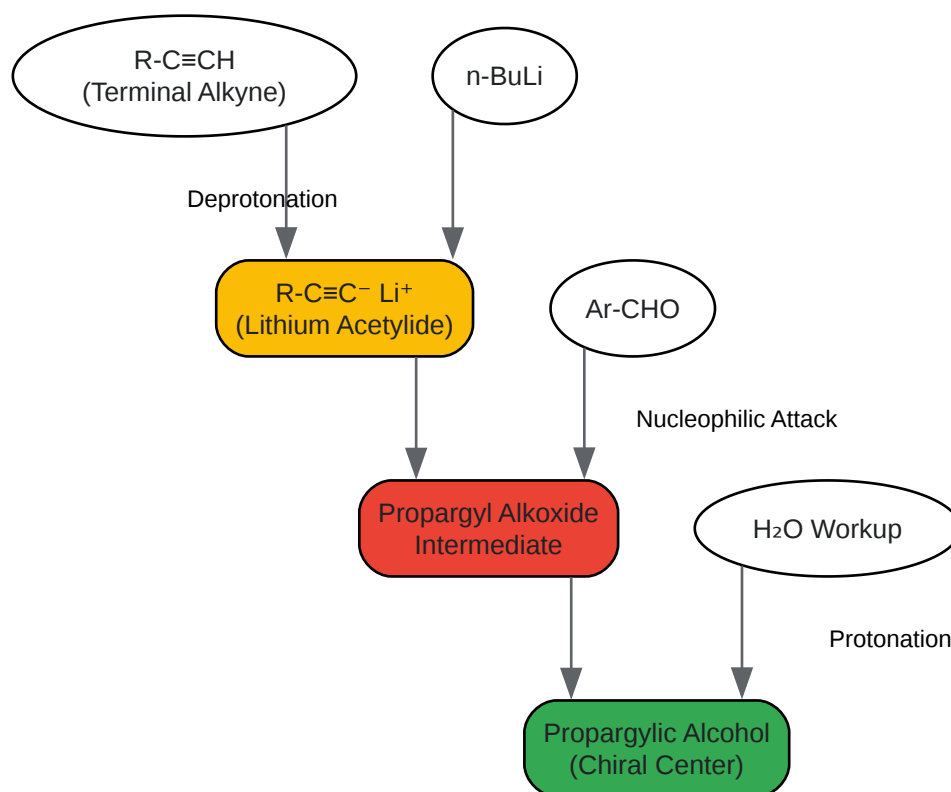 R-C≡CH
(Terminal Alkyne)
n-BuLi
Deprotonation
R-C≡C⁻ Li⁺
(Lithium Acetylide)
Ar-CHO
Nucleophilic Attack
Propargyl Alkoxide
Intermediate
H₂O Workup
Protonation
Propargylic Alcohol
(Chiral Center)